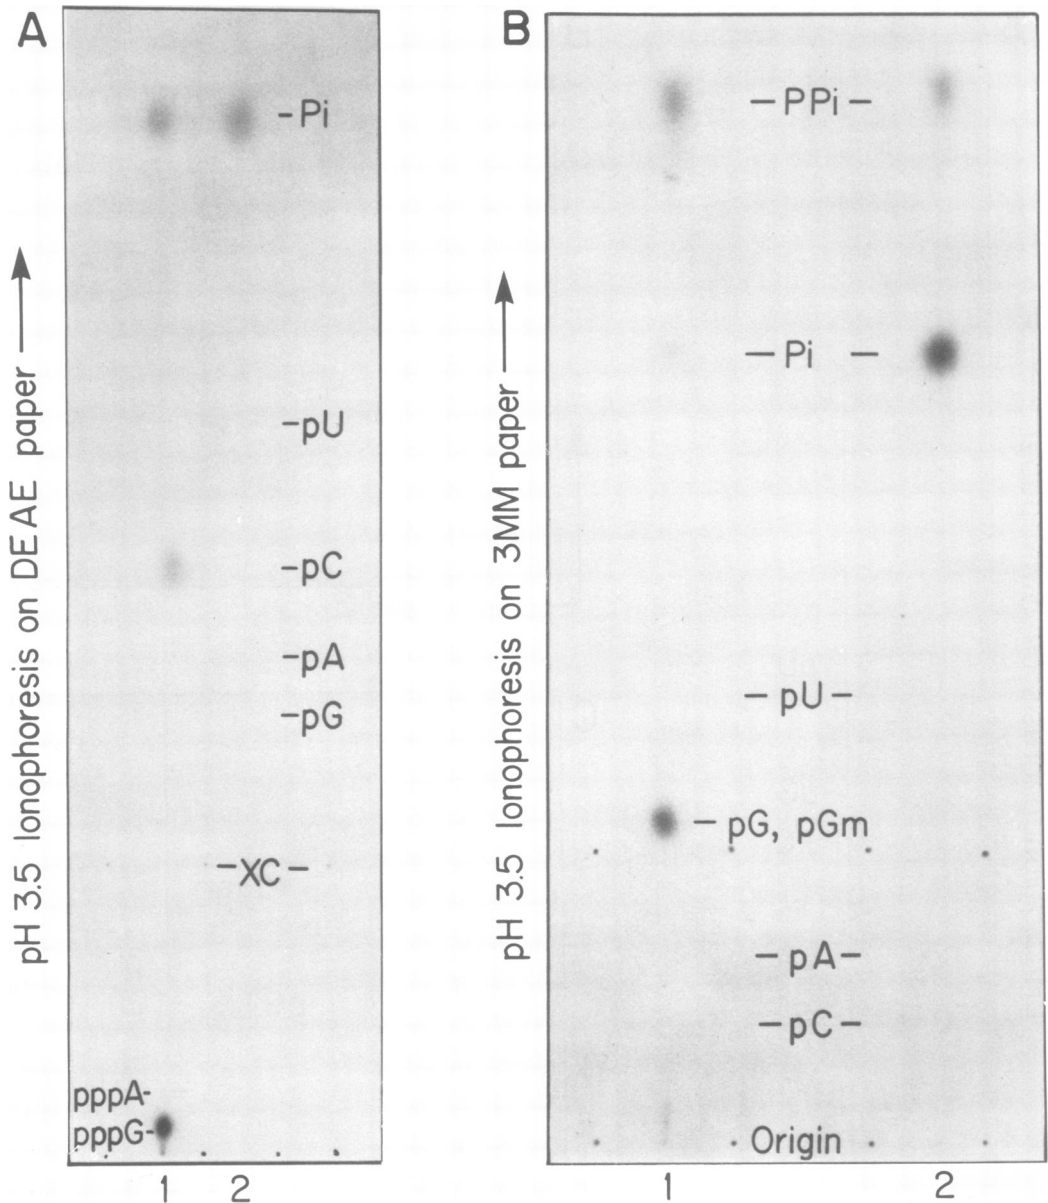 A
pH 3.5 Ionophoresis on DEAE paper
-Pi
-pU
-pC
-pA
-pG
-XC-
pppA-
pppG-
1 2
B
pH 3.5 Ionophoresis on 3MM paper
-PPi-
-Pi-
-pU-
-pG, pGm
-pA-
-pC-
Origin
1 2